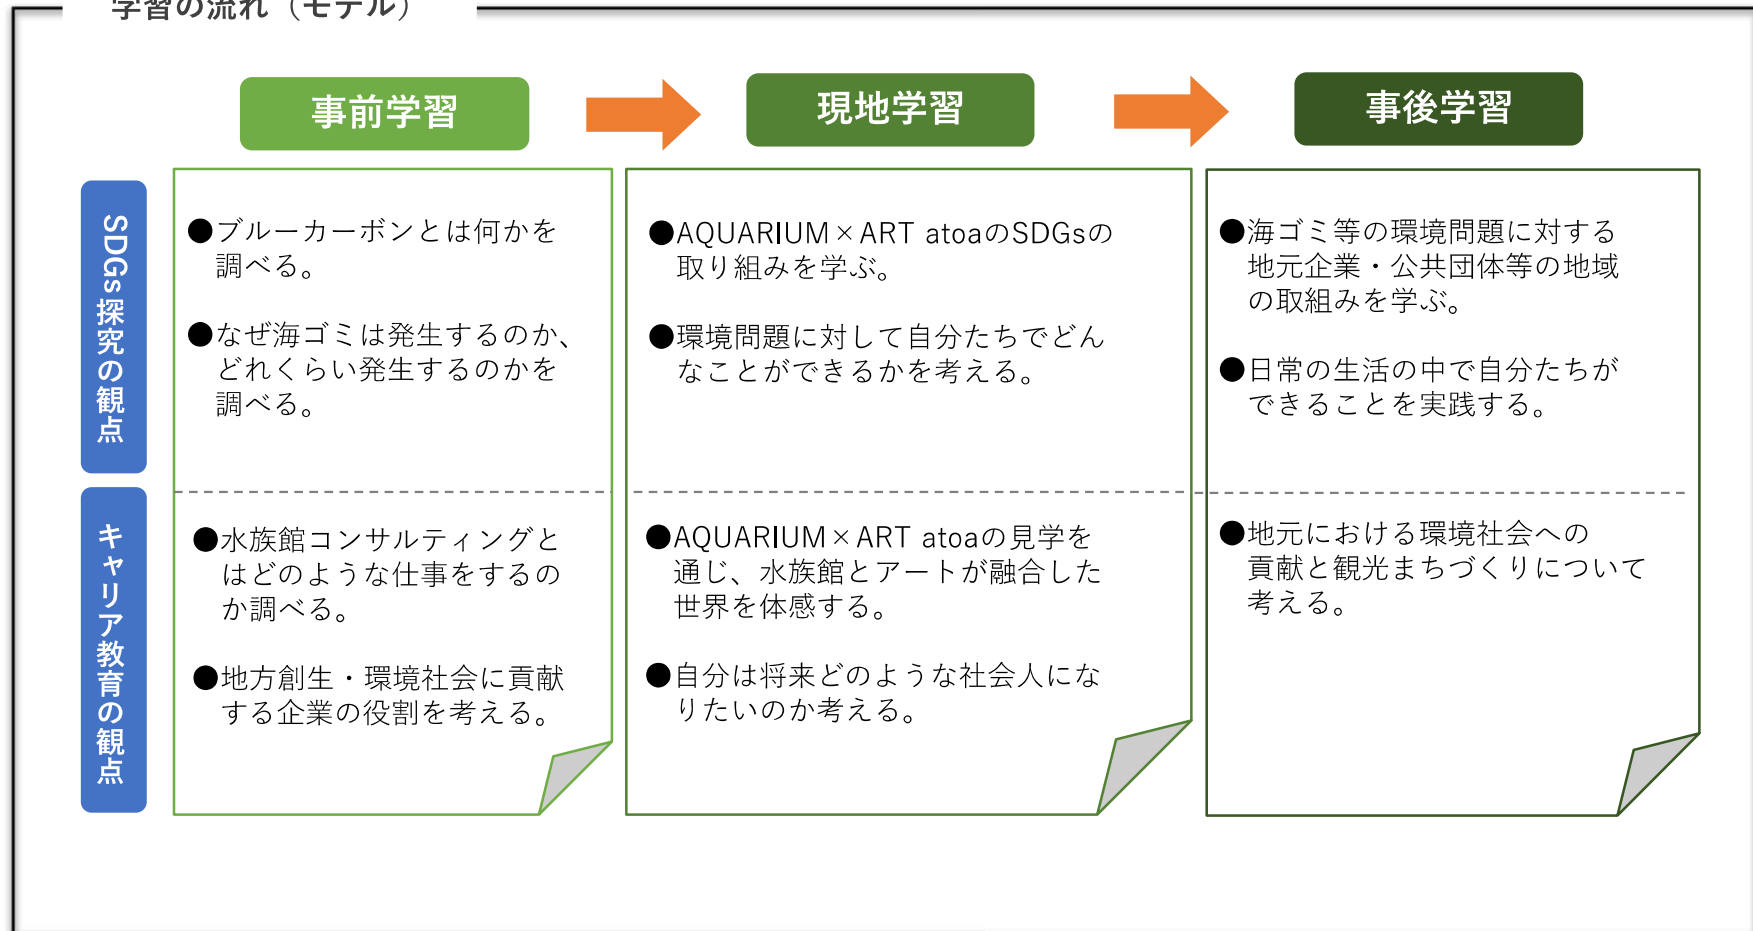 学習の流れ（モデル）
事前学習
現地学習
事後学習
SDGs探究の観点
●ブルーカーボンとは何かを
調べる。
●なぜ海ゴミは発生するのか、
どれくらい発生するのかを
調べる。
●AQUARIUM×ART atoaのSDGsの
取り組みを学ぶ。
●環境問題に対して自分たちでどん
なことができるかを考える。
●海ゴミ等の環境問題に対する
地元企業・公共団体等の地域
の取組みを学ぶ。
●日常の生活の中で自分たちが
できることを実践する。
キャリア教育の観点
●水族館コンサルティングと
はどのような仕事をするの
か調べる。
●地方創生・環境社会に貢献
する企業の役割を考える。
●AQUARIUM×ART atoaの見学を
通じ、水族館とアートが融合した
世界を体感する。
●自分は将来どのような社会人にな
りたいのか考える。
●地元における環境社会への
貢献と観光まちづくりについて
考える。